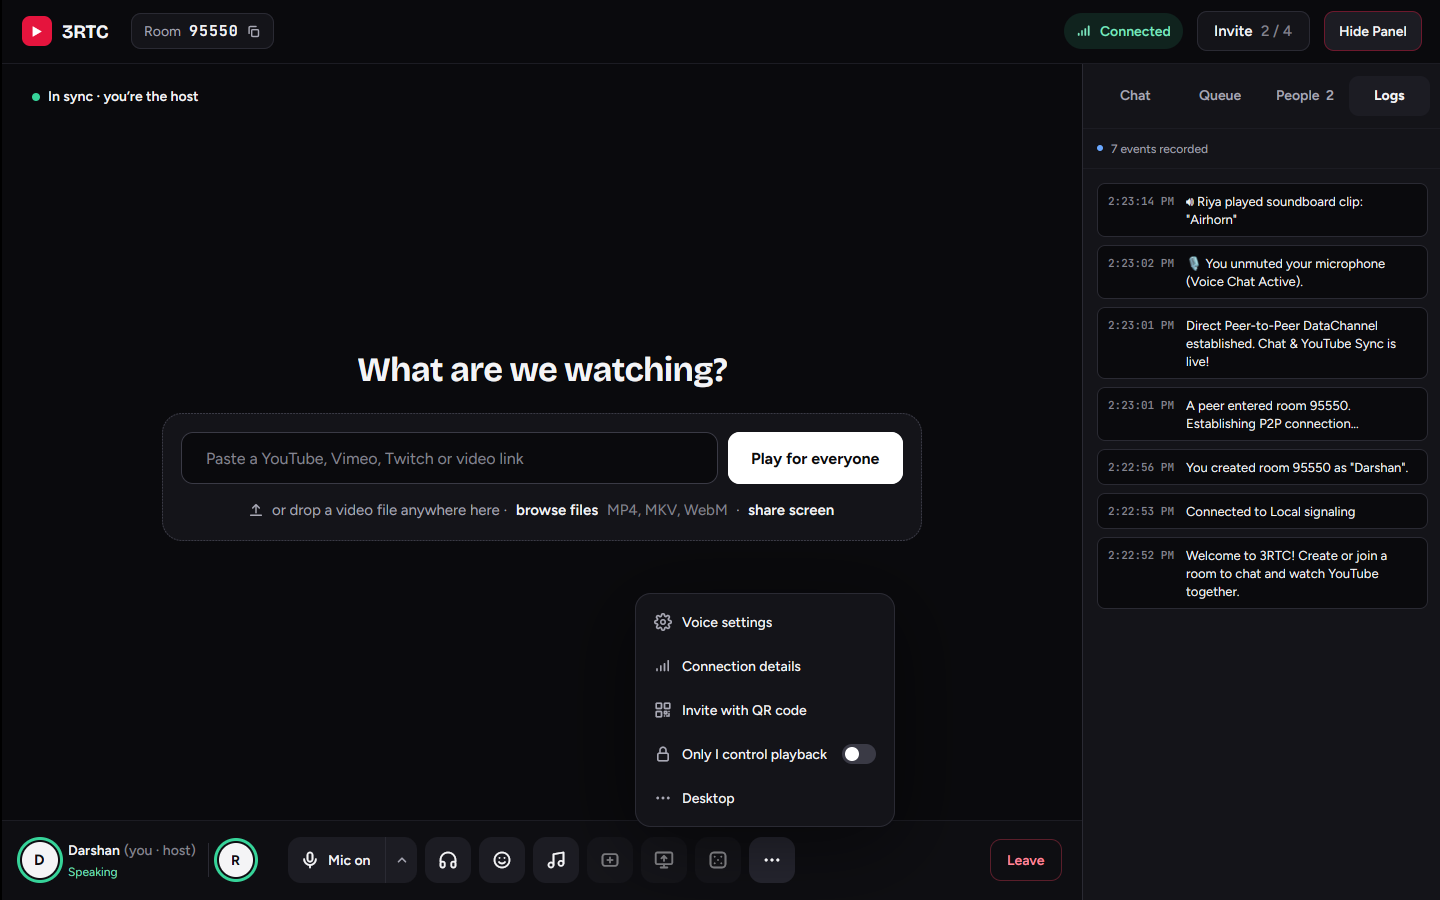 3RTC
Room 95550
Connected
Invite 2 / 4
Hide Panel
In sync · you're the host
What are we watching?
Paste a YouTube, Vimeo, Twitch or video link
Play for everyone
or drop a video file anywhere here · browse files MP4, MKV, WebM · share screen
Voice settings
Connection details
Invite with QR code
Only I control playback
Desktop
D
Darshan (you · host)
Speaking
R
Mic on
Leave
Chat
Queue
People 2
Logs
7 events recorded
2:23:14 PM 🔊 Riya played soundboard clip:
"Airhorn"
2:23:02 PM 🎙️ You unmuted your microphone
(Voice Chat Active).
2:23:01 PM Direct Peer-to-Peer DataChannel
established. Chat & YouTube Sync is
live!
2:23:01 PM A peer entered room 95550.
Establishing P2P connection...
2:22:56 PM You created room 95550 as "Darshan".
2:22:53 PM Connected to Local signaling
2:22:52 PM Welcome to 3RTC! Create or join a
room to chat and watch YouTube
together.